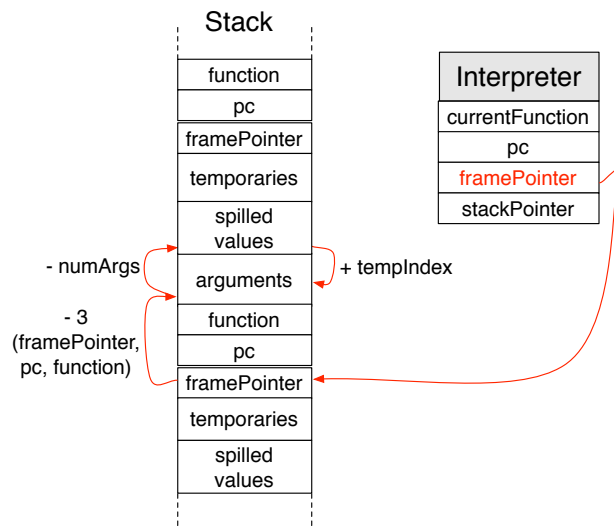 Stack
function
pc
framePointer
temporaries
spilled
values
arguments
function
pc
framePointer
temporaries
spilled
values
- numArgs
- 3
(framePointer,
pc, function)
+ tempIndex
Interpreter
currentFunction
pc
framePointer
stackPointer